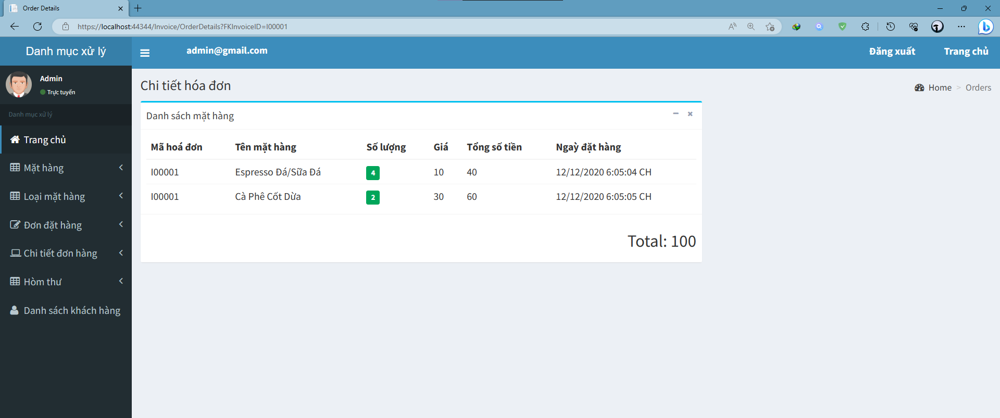 Order Details
https://localhost:44344/Invoice/OrderDetails?FKInvoiceID=I00001
Danh mục xử lý
admin@gmail.com
Đăng xuất
Trang chủ
Admin
Trực tuyến
Danh mục xử lý
Trang chủ
Mặt hàng
Loại mặt hàng
Đơn đặt hàng
Chi tiết đơn hàng
Hòm thư
Danh sách khách hàng
Chi tiết hóa đơn
Home > Orders
Danh sách mặt hàng
Mã hoá đơn Tên mặt hàng Số lượng Giá Tổng số tiền Ngaỳ đặt hàng
I00001 Espresso Đá/Sữa Đá 4 10 40 12/12/2020 6:05:04 CH
I00001 Cà Phê Cốt Dừa 2 30 60 12/12/2020 6:05:05 CH
Total: 100